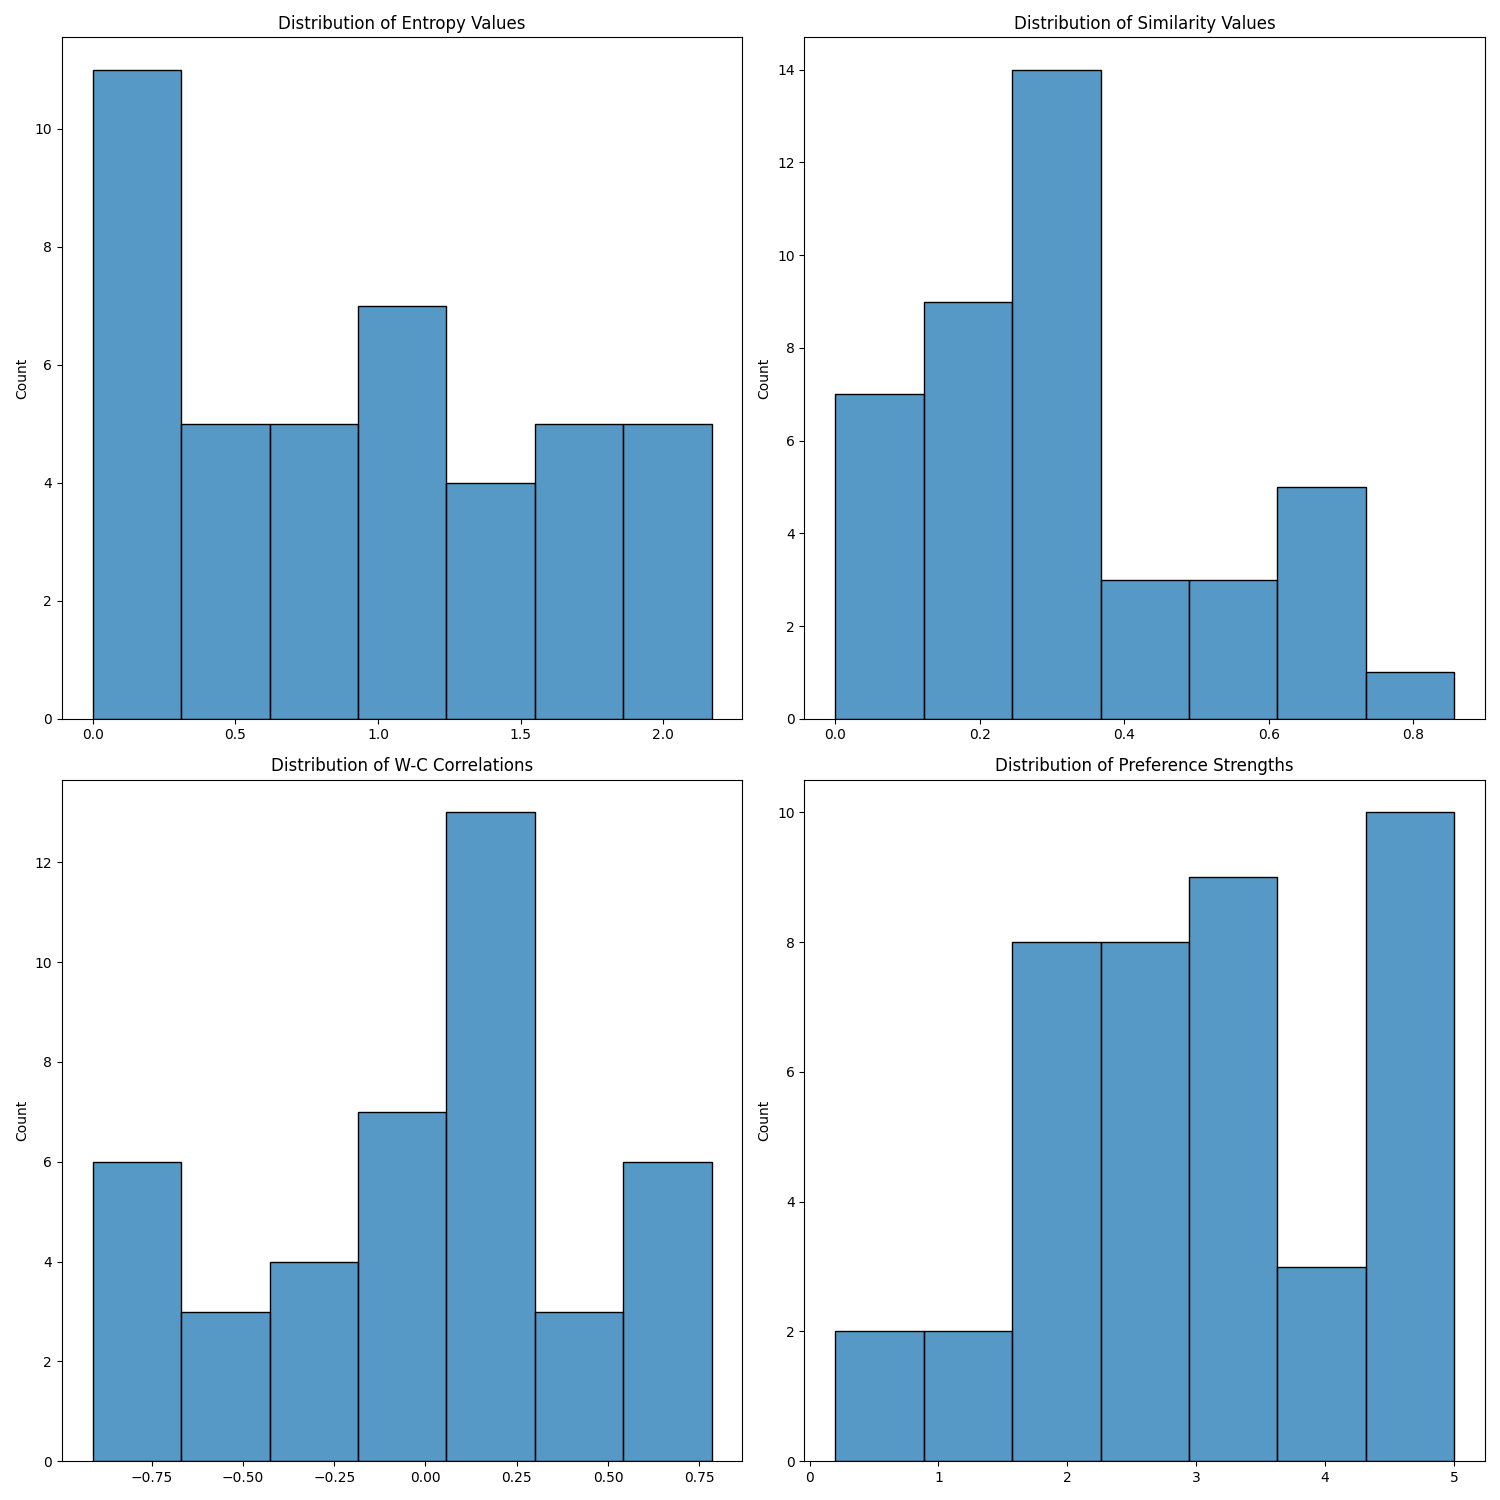 Distribution of Entropy Values
Count
10
8
6
4
2
0
0.0 0.5 1.0 1.5 2.0
Distribution of Similarity Values
Count
14
12
10
8
6
4
2
0
0.0 0.2 0.4 0.6 0.8
Distribution of W-C Correlations
Count
12
10
8
6
4
2
0
−0.75 −0.50 −0.25 0.00 0.25 0.50 0.75
Distribution of Preference Strengths
Count
10
8
6
4
2
0
0 1 2 3 4 5